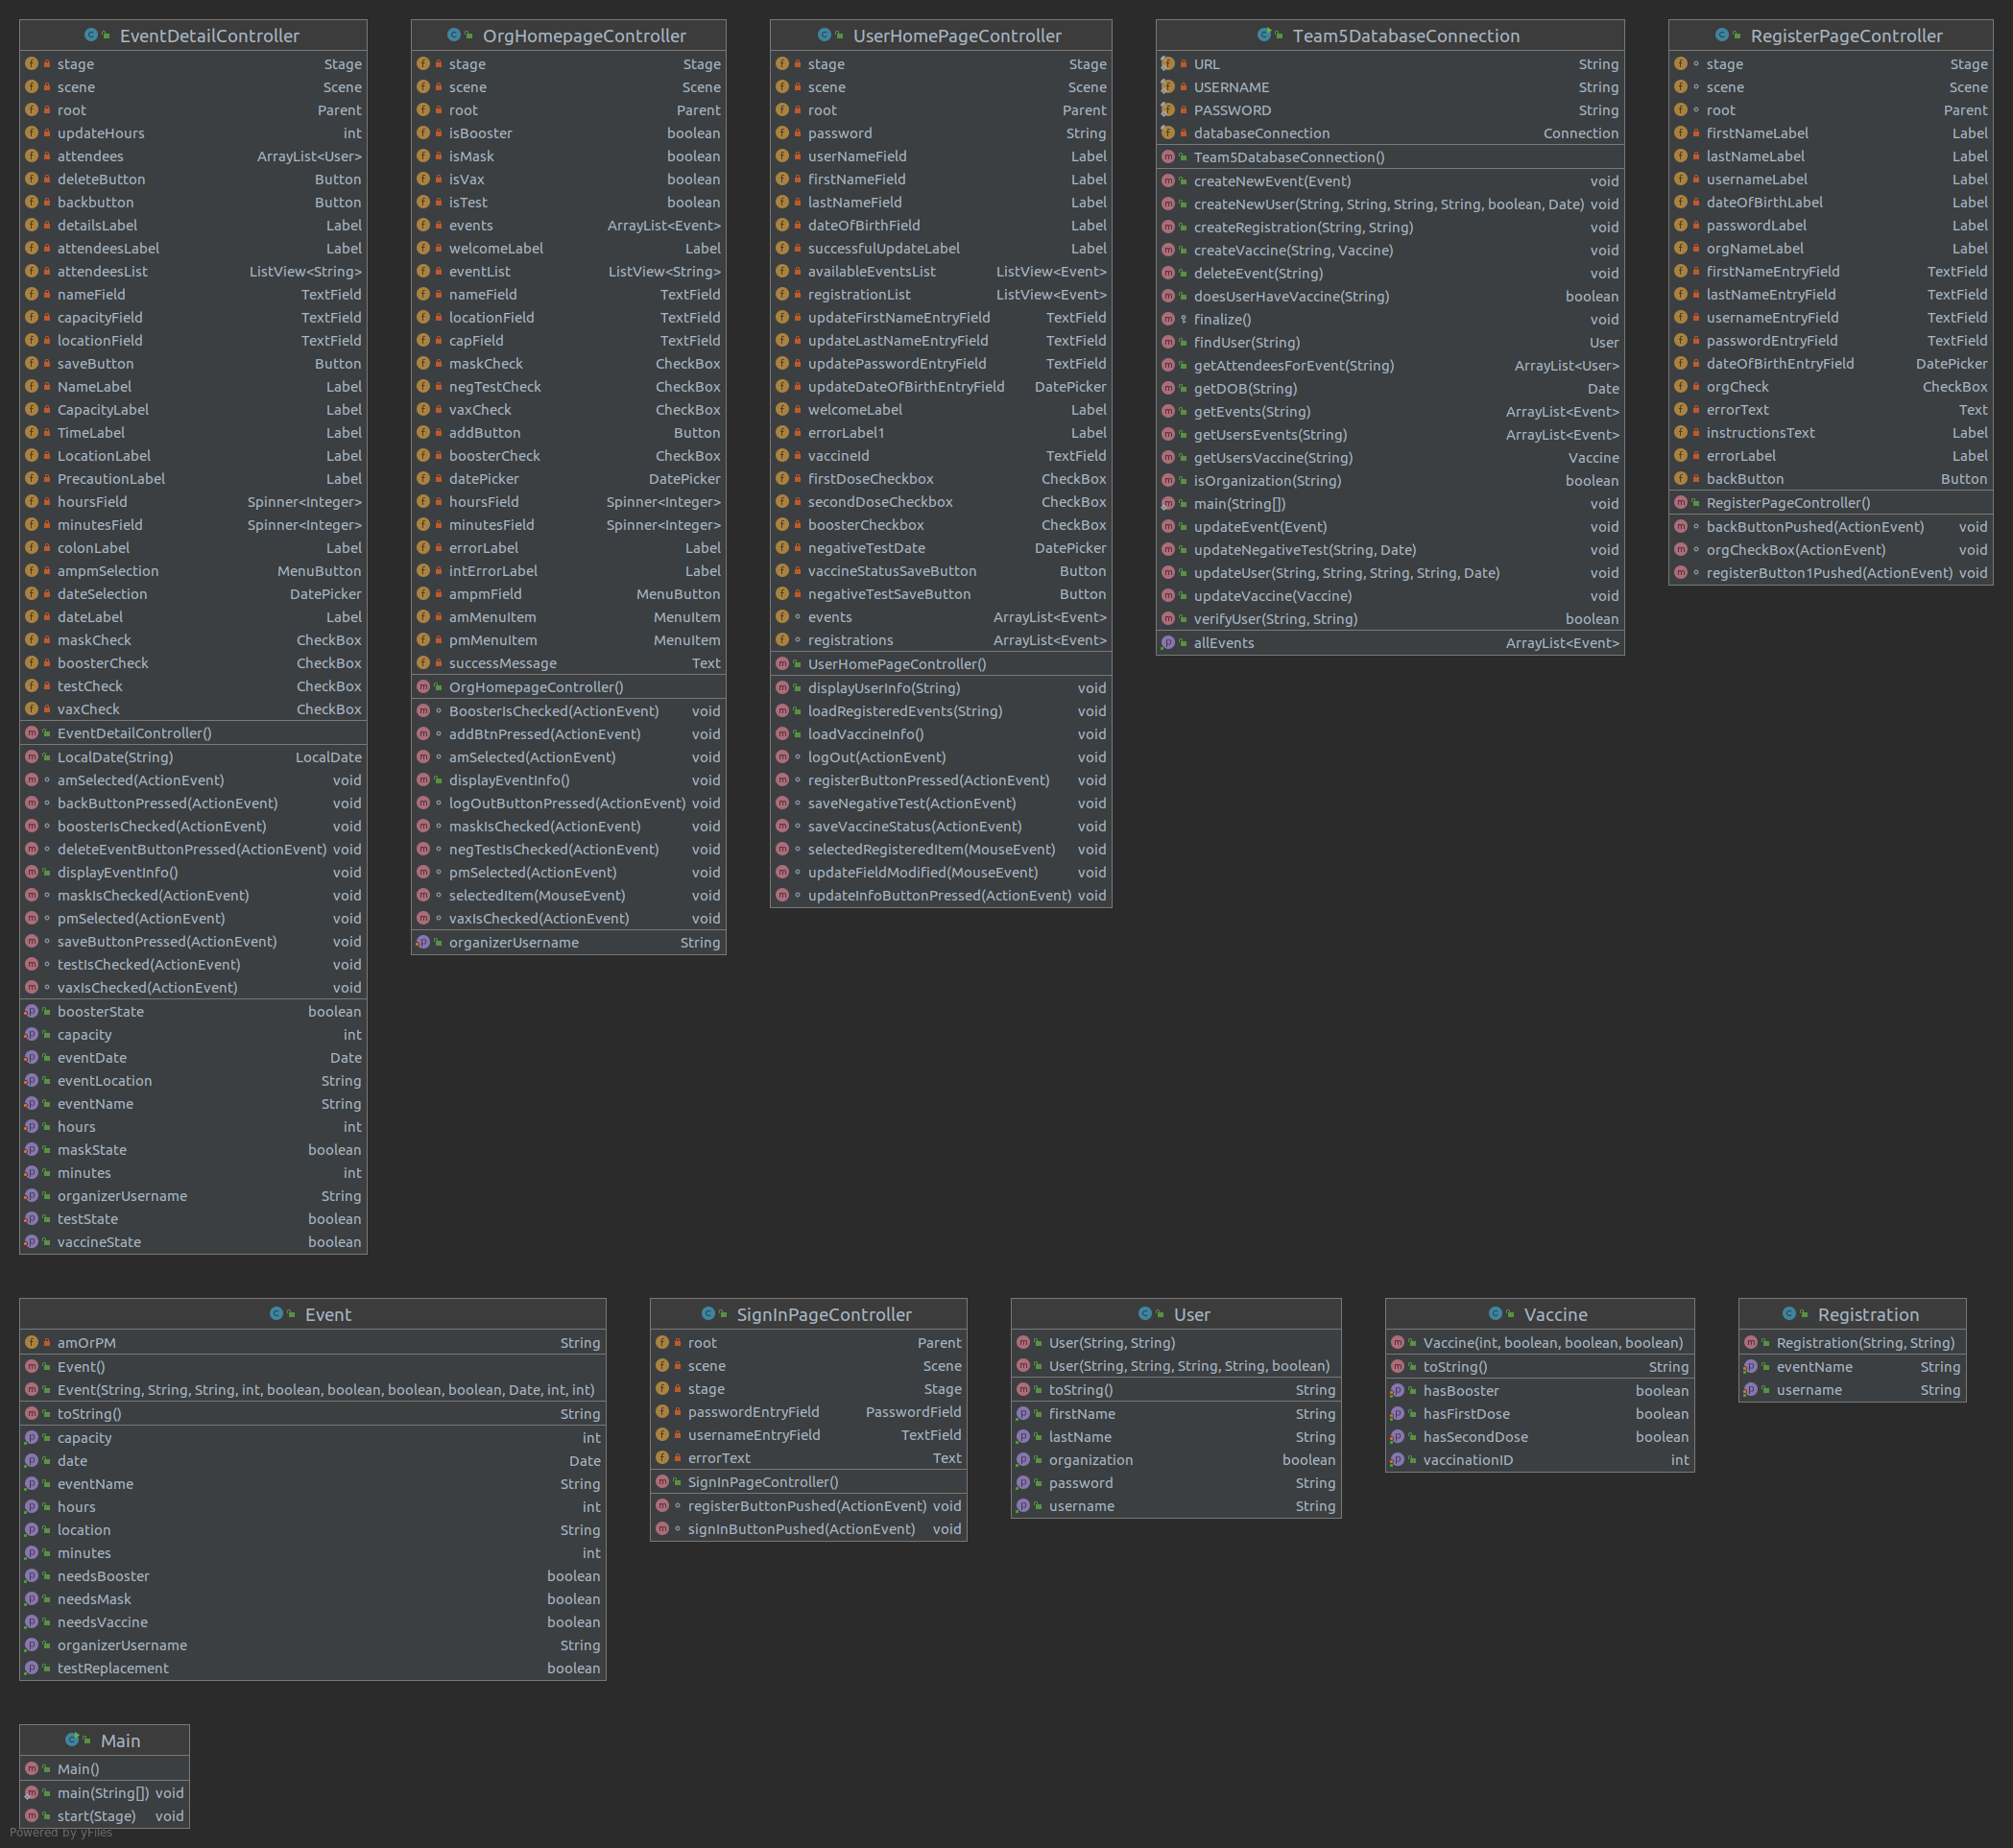 EventDetailController
stage Stage
scene Scene
root Parent
updateHours int
attendees ArrayList<User>
deleteButton Button
backbutton Button
detailsLabel Label
attendeesLabel Label
attendeesList ListView<String>
nameField TextField
capacityField TextField
locationField TextField
saveButton Button
NameLabel Label
CapacityLabel Label
TimeLabel Label
LocationLabel Label
PrecautionLabel Label
hoursField Spinner<Integer>
minutesField Spinner<Integer>
colonLabel Label
ampmSelection MenuButton
dateSelection DatePicker
dateLabel Label
maskCheck CheckBox
boosterCheck CheckBox
testCheck CheckBox
vaxCheck CheckBox
EventDetailController()
LocalDate(String) LocalDate
amSelected(ActionEvent) void
backButtonPressed(ActionEvent) void
boosterIsChecked(ActionEvent) void
deleteEventButtonPressed(ActionEvent) void
displayEventInfo() void
maskIsChecked(ActionEvent) void
pmSelected(ActionEvent) void
saveButtonPressed(ActionEvent) void
testIsChecked(ActionEvent) void
vaxIsChecked(ActionEvent) void
boosterState boolean
capacity int
eventDate Date
eventLocation String
eventName String
hours int
maskState boolean
minutes int
organizerUsername String
testState boolean
vaccineState boolean
OrgHomepageController
stage Stage
scene Scene
root Parent
isBooster boolean
isMask boolean
isVax boolean
isTest boolean
events ArrayList<Event>
welcomeLabel Label
eventList ListView<String>
nameField TextField
locationField TextField
capField TextField
maskCheck CheckBox
negTestCheck CheckBox
vaxCheck CheckBox
addButton Button
boosterCheck CheckBox
datePicker DatePicker
hoursField Spinner<Integer>
minutesField Spinner<Integer>
errorLabel Label
intErrorLabel Label
ampmField MenuButton
amMenuItem MenuItem
pmMenuItem MenuItem
successMessage Text
OrgHomepageController()
BoosterIsChecked(ActionEvent) void
addBtnPressed(ActionEvent) void
amSelected(ActionEvent) void
displayEventInfo() void
logOutButtonPressed(ActionEvent) void
maskIsChecked(ActionEvent) void
negTestIsChecked(ActionEvent) void
pmSelected(ActionEvent) void
selectedItem(MouseEvent) void
vaxIsChecked(ActionEvent) void
organizerUsername String
UserHomePageController
stage Stage
scene Scene
root Parent
password String
userNameField Label
firstNameField Label
lastNameField Label
dateOfBirthField Label
successfulUpdateLabel Label
availableEventsList ListView<Event>
registrationList ListView<Event>
updateFirstNameEntryField TextField
updateLastNameEntryField TextField
updatePasswordEntryField TextField
updateDateOfBirthEntryField DatePicker
welcomeLabel Label
errorLabel1 Label
vaccineId TextField
firstDoseCheckbox CheckBox
secondDoseCheckbox CheckBox
boosterCheckbox CheckBox
negativeTestDate DatePicker
vaccineStatusSaveButton Button
negativeTestSaveButton Button
events ArrayList<Event>
registrations ArrayList<Event>
UserHomePageController()
displayUserInfo(String) void
loadRegisteredEvents(String) void
loadVaccineInfo() void
logOut(ActionEvent) void
registerButtonPressed(ActionEvent) void
saveNegativeTest(ActionEvent) void
saveVaccineStatus(ActionEvent) void
selectedRegisteredItem(MouseEvent) void
updateFieldModified(MouseEvent) void
updateInfoButtonPressed(ActionEvent) void
Team5DatabaseConnection
URL String
USERNAME String
PASSWORD String
databaseConnection Connection
Team5DatabaseConnection()
createNewEvent(Event) void
createNewUser(String, String, String, String, boolean, Date) void
createRegistration(String, String) void
createVaccine(String, Vaccine) void
deleteEvent(String) void
doesUserHaveVaccine(String) boolean
finalize() void
findUser(String) User
getAttendeesForEvent(String) ArrayList<User>
getDOB(String) Date
getEvents(String) ArrayList<Event>
getUsersEvents(String) ArrayList<Event>
getUsersVaccine(String) Vaccine
isOrganization(String) boolean
main(String[]) void
updateEvent(Event) void
updateNegativeTest(String, Date) void
updateUser(String, String, String, String, Date) void
updateVaccine(Vaccine) void
verifyUser(String, String) boolean
allEvents ArrayList<Event>
RegisterPageController
stage Stage
scene Scene
root Parent
firstNameLabel Label
lastNameLabel Label
usernameLabel Label
dateOfBirthLabel Label
passwordLabel Label
orgNameLabel Label
firstNameEntryField TextField
lastNameEntryField TextField
usernameEntryField TextField
passwordEntryField TextField
dateOfBirthEntryField DatePicker
orgCheck CheckBox
errorText Text
instructionsText Label
errorLabel Label
backButton Button
RegisterPageController()
backButtonPushed(ActionEvent) void
orgCheckBox(ActionEvent) void
registerButton1Pushed(ActionEvent) void
Event
amOrPM String
Event()
Event(String, String, String, int, boolean, boolean, boolean, boolean, Date, int, int)
toString() String
capacity int
date Date
eventName String
hours int
location String
minutes int
needsBooster boolean
needsMask boolean
needsVaccine boolean
organizerUsername String
testReplacement boolean
SignInPageController
root Parent
scene Scene
stage Stage
passwordEntryField PasswordField
usernameEntryField TextField
errorText Text
SignInPageController()
registerButtonPushed(ActionEvent) void
signInButtonPushed(ActionEvent) void
User
User(String, String)
User(String, String, String, String, boolean)
toString() String
firstName String
lastName String
organization boolean
password String
username String
Vaccine
Vaccine(int, boolean, boolean, boolean)
toString() String
hasBooster boolean
hasFirstDose boolean
hasSecondDose boolean
vaccinationID int
Registration
Registration(String, String)
eventName String
username String
Main
Main()
main(String[]) void
start(Stage) void
Powered by yFiles